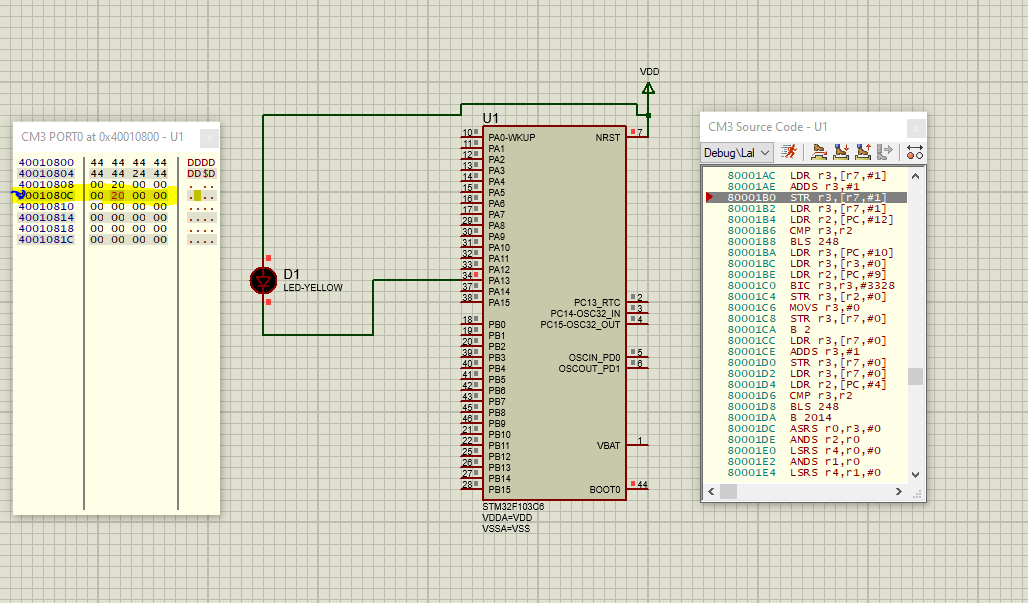 VDD
CM3 PORT0 at 0x40010800 - U1
40010800 44 44 44 44 DDDD
40010804 44 44 24 44 DD$D
40010808 00 20 00 00 . ..
4001080C 00 20 00 00 . ..
40010810 00 00 00 00 ....
40010814 00 00 00 00 ....
40010818 00 00 00 00 ....
4001081C 00 00 00 00 ....
D1
LED-YELLOW
U1
10 PA0-WKUP
11 PA1
12 PA2
13 PA3
14 PA4
15 PA5
16 PA6
17 PA7
29 PA8
30 PA9
31 PA10
32 PA11
33 PA12
34 PA13
37 PA14
38 PA15
18 PB0
19 PB1
20 PB2
39 PB3
40 PB4
41 PB5
42 PB6
43 PB7
45 PB8
46 PB9
21 PB10
22 PB11
25 PB12
26 PB13
27 PB14
28 PB15
NRST 7
PC13_RTC 2
PC14-OSC32_IN 3
PC15-OSC32_OUT 4
OSCIN_PD0 5
OSCOUT_PD1 6
VBAT 1
BOOT0 44
STM32F103C6
VDDA=VDD
VSSA=VSS
CM3 Source Code - U1
Debug\Lal
80001AC LDR r3,[r7,#1]
80001AE ADDS r3,#1
80001B0 STR r3,[r7,#1]
80001B2 LDR r3,[r7,#1]
80001B4 LDR r2,[PC,#12]
80001B6 CMP r3,r2
80001B8 BLS 248
80001BA LDR r3,[PC,#10]
80001BC LDR r3,[r3,#0]
80001BE LDR r2,[PC,#9]
80001C0 BIC r3,r3,#3328
80001C4 STR r3,[r2,#0]
80001C6 MOVS r3,#0
80001C8 STR r3,[r7,#0]
80001CA B 2
80001CC LDR r3,[r7,#0]
80001CE ADDS r3,#1
80001D0 STR r3,[r7,#0]
80001D2 LDR r3,[r7,#0]
80001D4 LDR r2,[PC,#4]
80001D6 CMP r3,r2
80001D8 BLS 248
80001DA B 2014
80001DC ASRS r0,r3,#0
80001DE ANDS r2,r0
80001E0 LSRS r4,r0,#0
80001E2 ANDS r1,r0
80001E4 LSRS r4,r1,#0